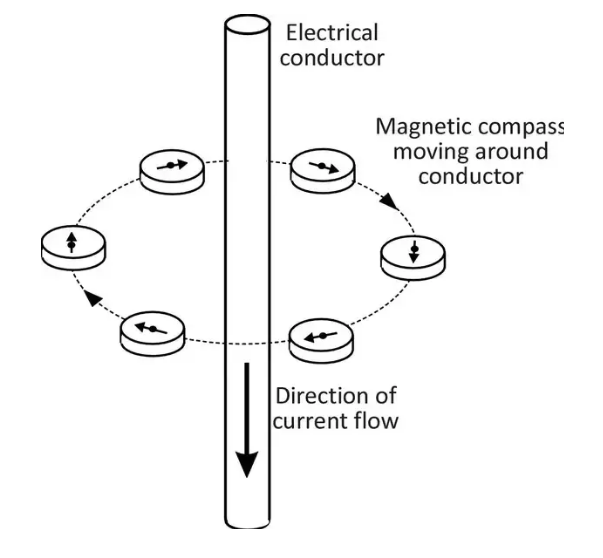 Electrical
conductor
Magnetic compass
moving around
conductor
Direction of
current flow